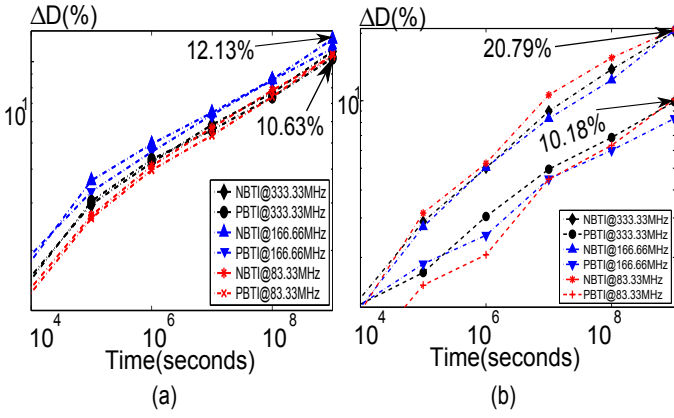 ΔD(%)
12.13%
10.63%
10^1
NBTI@333.33MHz
PBTI@333.33MHz
NBTI@166.66MHz
PBTI@166.66MHz
NBTI@83.33MHz
PBTI@83.33MHz
10^4 10^6 10^8
Time(seconds)
(a)
ΔD(%)
20.79%
10.18%
10^1
NBTI@333.33MHz
PBTI@333.33MHz
NBTI@166.66MHz
PBTI@166.66MHz
NBTI@83.33MHz
PBTI@83.33MHz
10^4 10^6 10^8
Time(seconds)
(b)